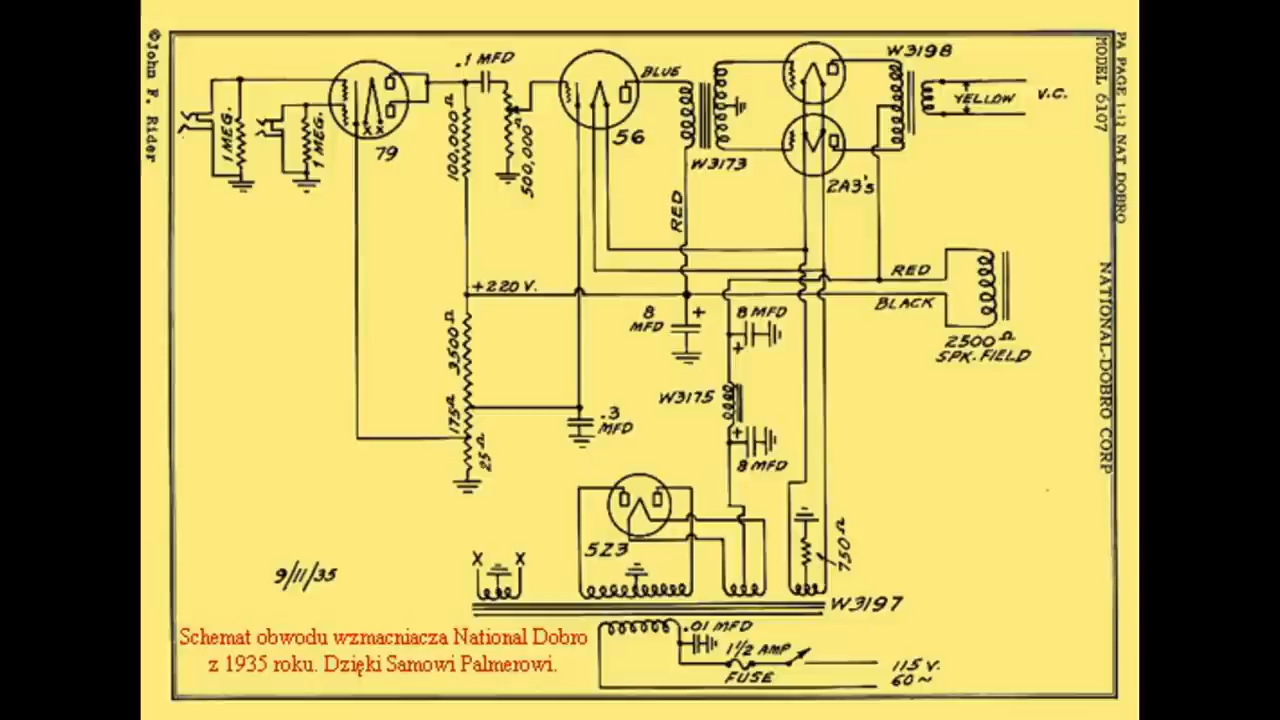 ©John F. Rider
PA PAGE 1-12 NAT DOBRO
MODEL 6107
NATIONAL-DOBRO CORP
1 MEG.
1 MEG.
79
X X
100,000 Ω
.1 MFD
500,000
56
BLUE
W3173
RED
W3198
2A3's
YELLOW
V.C.
+220 V.
8
MFD
+
8 MFD
+
RED
BLACK
2500 Ω
SPK. FIELD
3500 Ω
175 Ω
25 Ω
.3
MFD
W3175
+
8 MFD
5Z3
750 Ω
X X
W3197
.01 MFD
1 1/2 AMP
FUSE
115 V.
60 ~
9/11/35
Schemat obwodu wzmacniacza National Dobro
z 1935 roku. Dzięki Samowi Palmerowi.